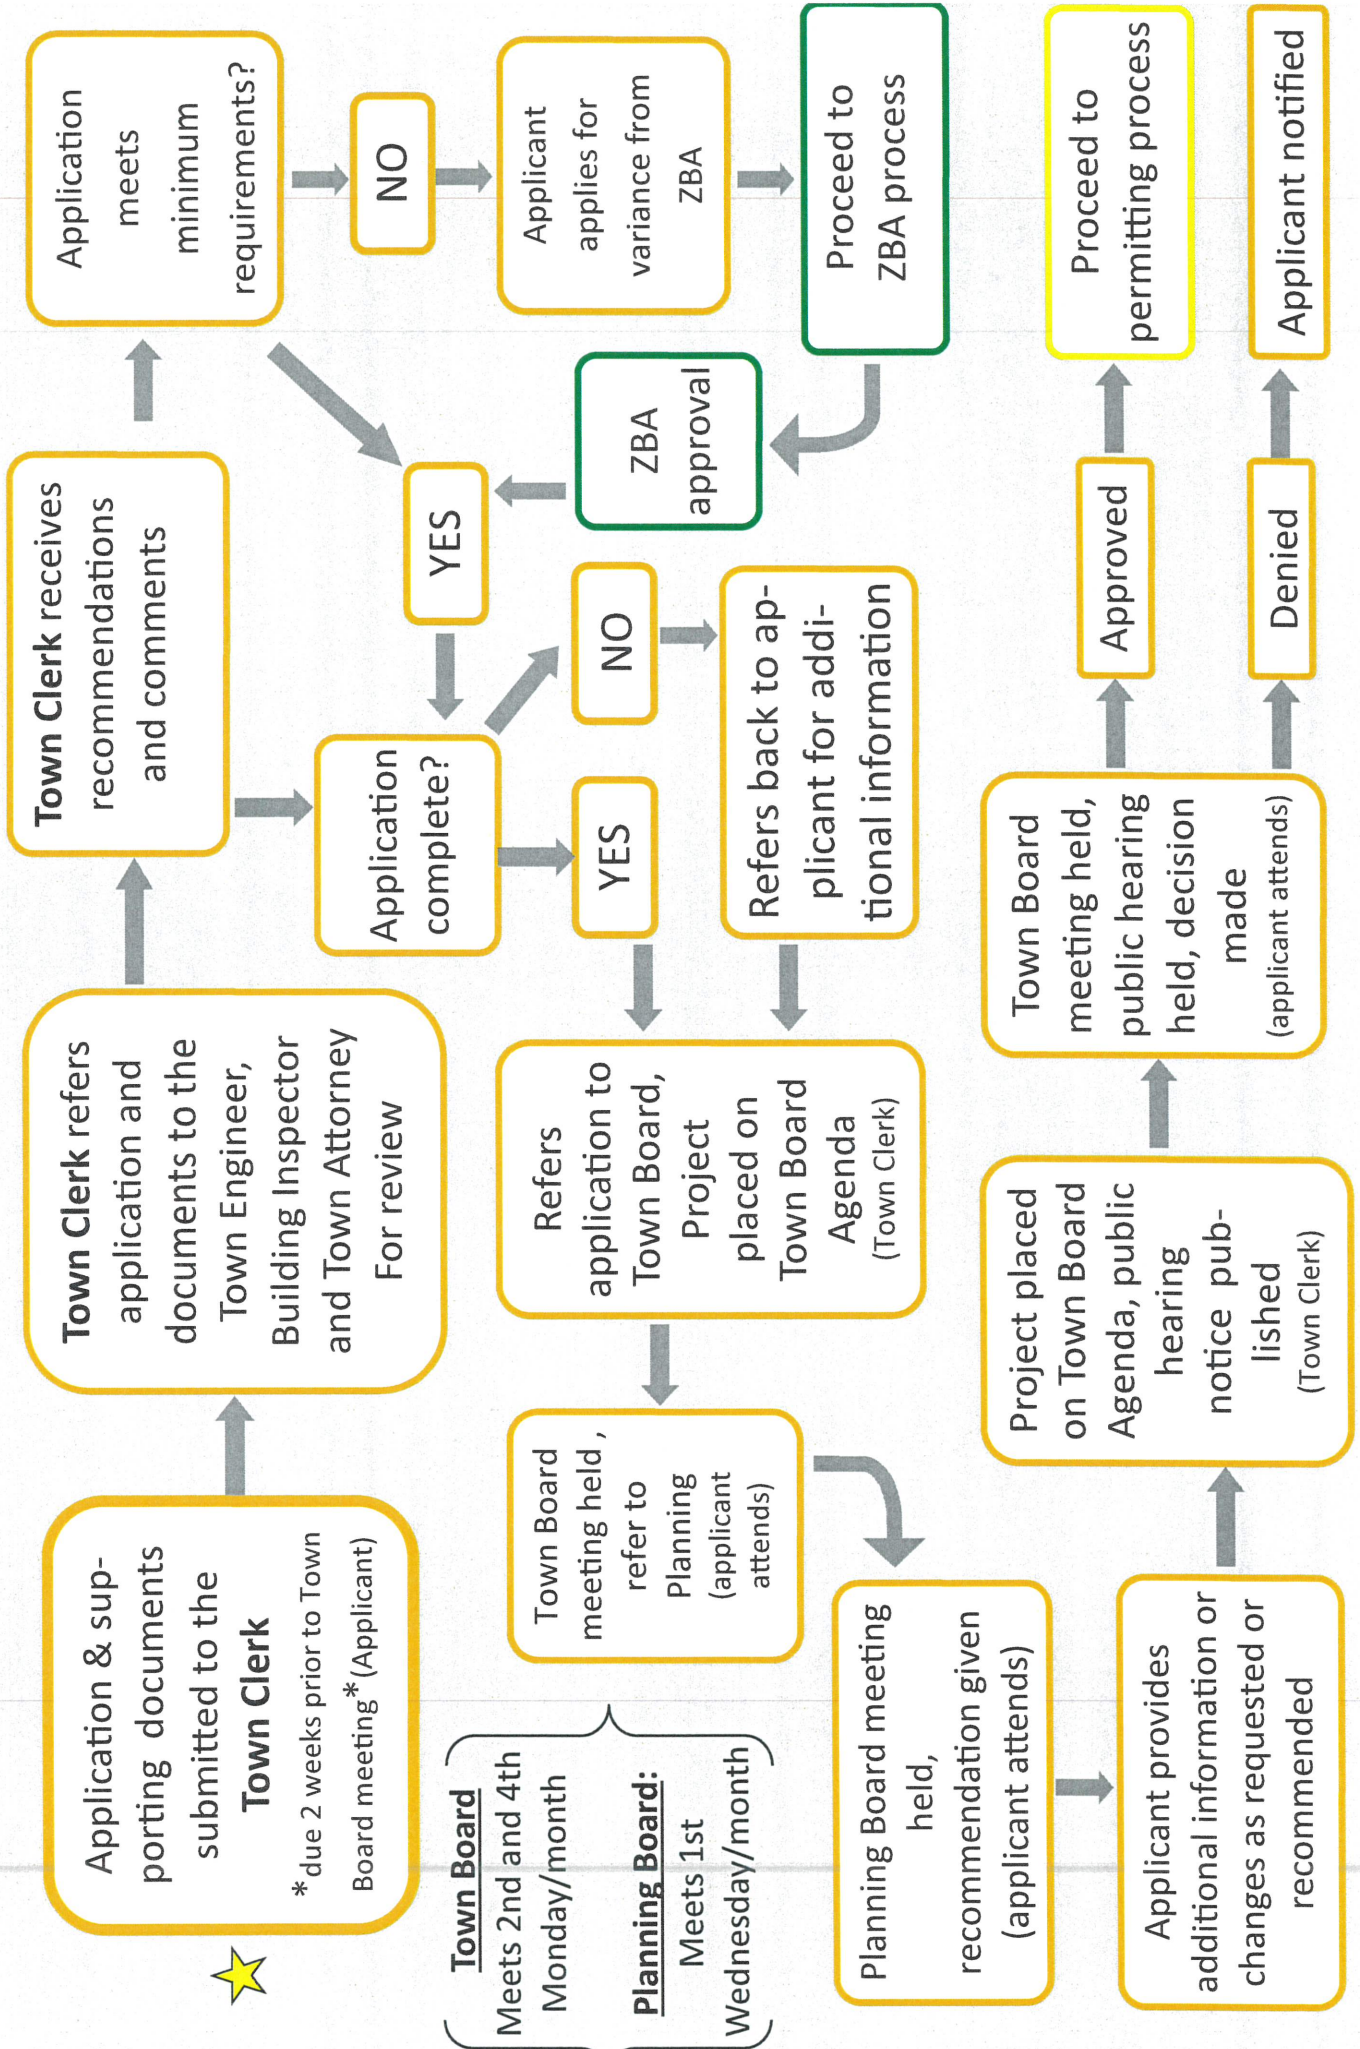 Application & sup-
porting documents
submitted to the
Town Clerk
*due 2 weeks prior to Town
Board meeting* (Applicant)
Town Clerk refers
application and
documents to the
Town Engineer,
Building Inspector
and Town Attorney
For review
Town Clerk receives
recommendations
and comments
Application
meets
minimum
requirements?
NO
Applicant
applies for
variance from
ZBA
Proceed to
ZBA process
ZBA
approval
YES
Application
complete?
NO
Refers back to ap-
plicant for addi-
tional information
YES
Refers
application to
Town Board,
Project
placed on
Town Board
Agenda
(Town Clerk)
Town Board
meeting held ,
refer to
Planning
(applicant
attends)
Town Board
Meets 2nd and 4th
Monday/month
Planning Board:
Meets 1st
Wednesday/month
Planning Board meeting
held,
recommendation given
(applicant attends)
Applicant provides
additional information or
changes as requested or
recommended
Project placed
on Town Board
Agenda, public
hearing
notice pub-
lished
(Town Clerk)
Town Board
meeting held,
public hearing
held, decision
made
(applicant attends)
Approved
Proceed to
permitting process
Denied
Applicant notified